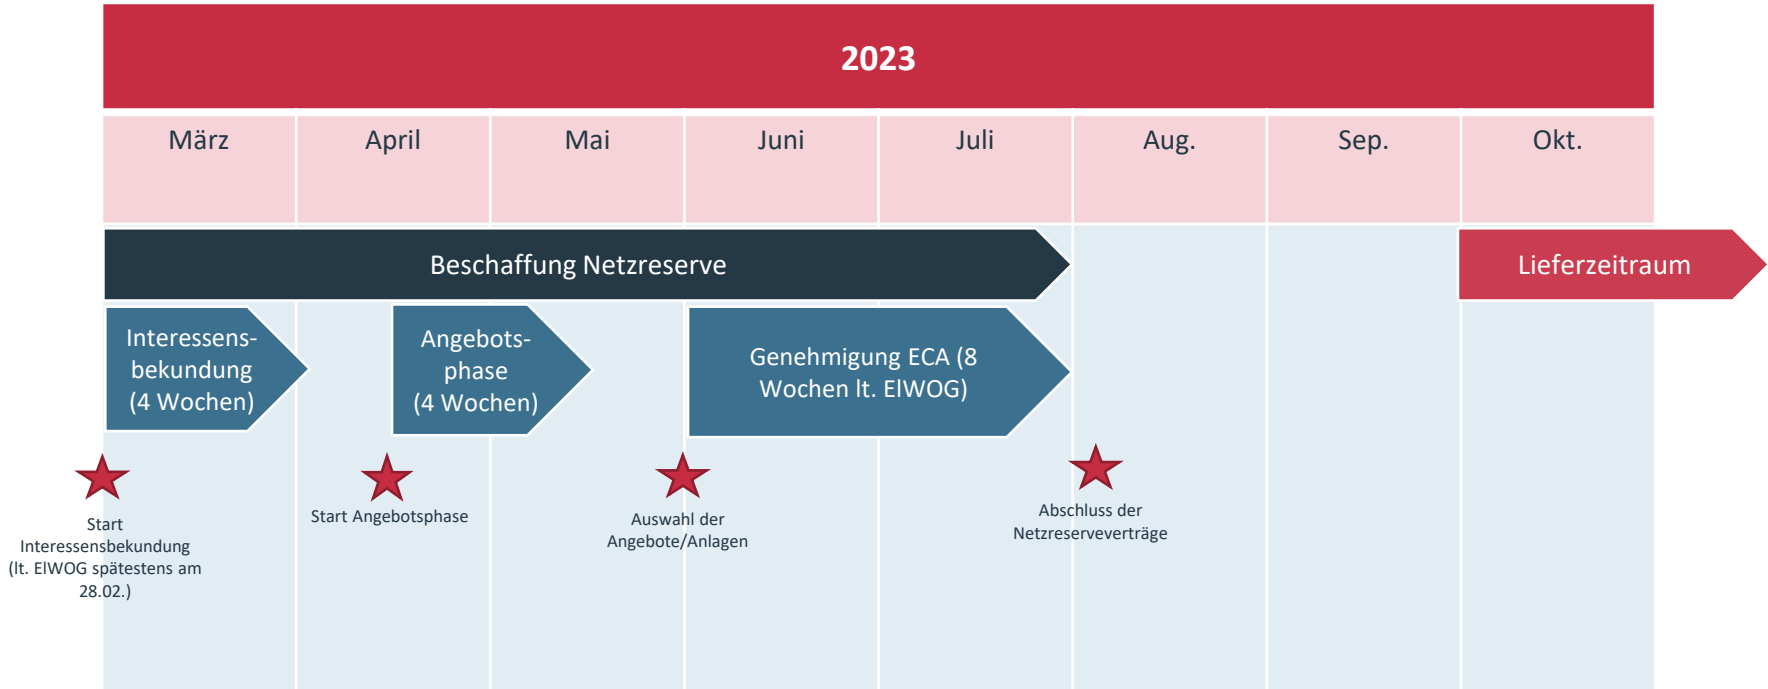 2023
März
April
Mai
Juni
Juli
Aug.
Sep.
Okt.
Beschaffung Netzreserve
Lieferzeitraum
Interessens-
bekundung
(4 Wochen)
Angebots-
phase
(4 Wochen)
Genehmigung ECA (8
Wochen lt. ElWOG)
Start
Interessensbekundung
(lt. ElWOG spätestens am
28.02.)
Start Angebotsphase
Auswahl der
Angebote/Anlagen
Abschluss der
Netzreserveverträge